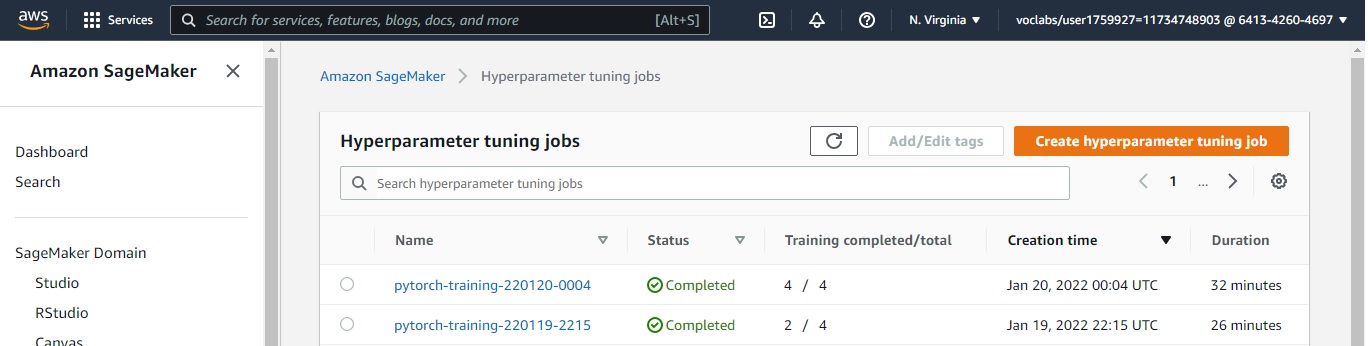 aws Services Search for services, features, blogs, docs, and more [Alt+S] N. Virginia voclabs/user1759927=11734748903 @ 6413-4260-4697
Amazon SageMaker
Dashboard
Search
SageMaker Domain
Studio
RStudio
Canvas
Amazon SageMaker Hyperparameter tuning jobs
Hyperparameter tuning jobs Add/Edit tags Create hyperparameter tuning job
Search hyperparameter tuning jobs 1 ...
Name Status Training completed/total Creation time Duration
pytorch-training-220120-0004 Completed 4 / 4 Jan 20, 2022 00:04 UTC 32 minutes
pytorch-training-220119-2215 Completed 2 / 4 Jan 19, 2022 22:15 UTC 26 minutes